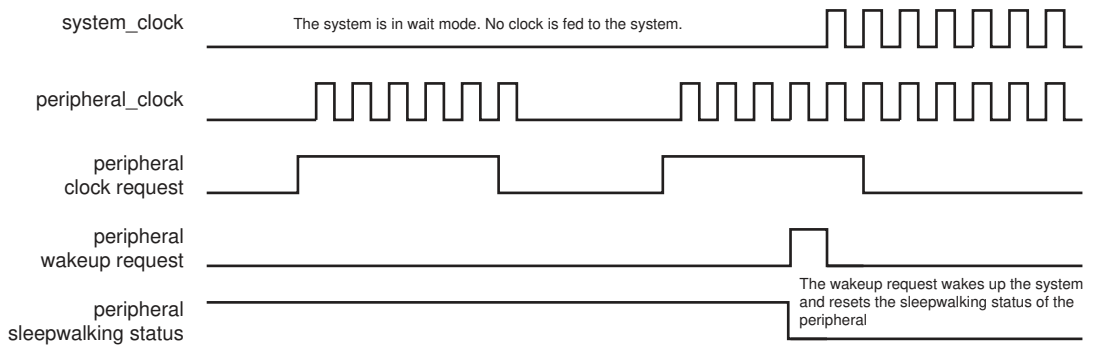 system_clock
The system is in wait mode. No clock is fed to the system.
peripheral_clock
peripheral
clock request
peripheral
wakeup request
The wakeup request wakes up the system
and resets the sleepwalking status of the
peripheral
peripheral
sleepwalking status